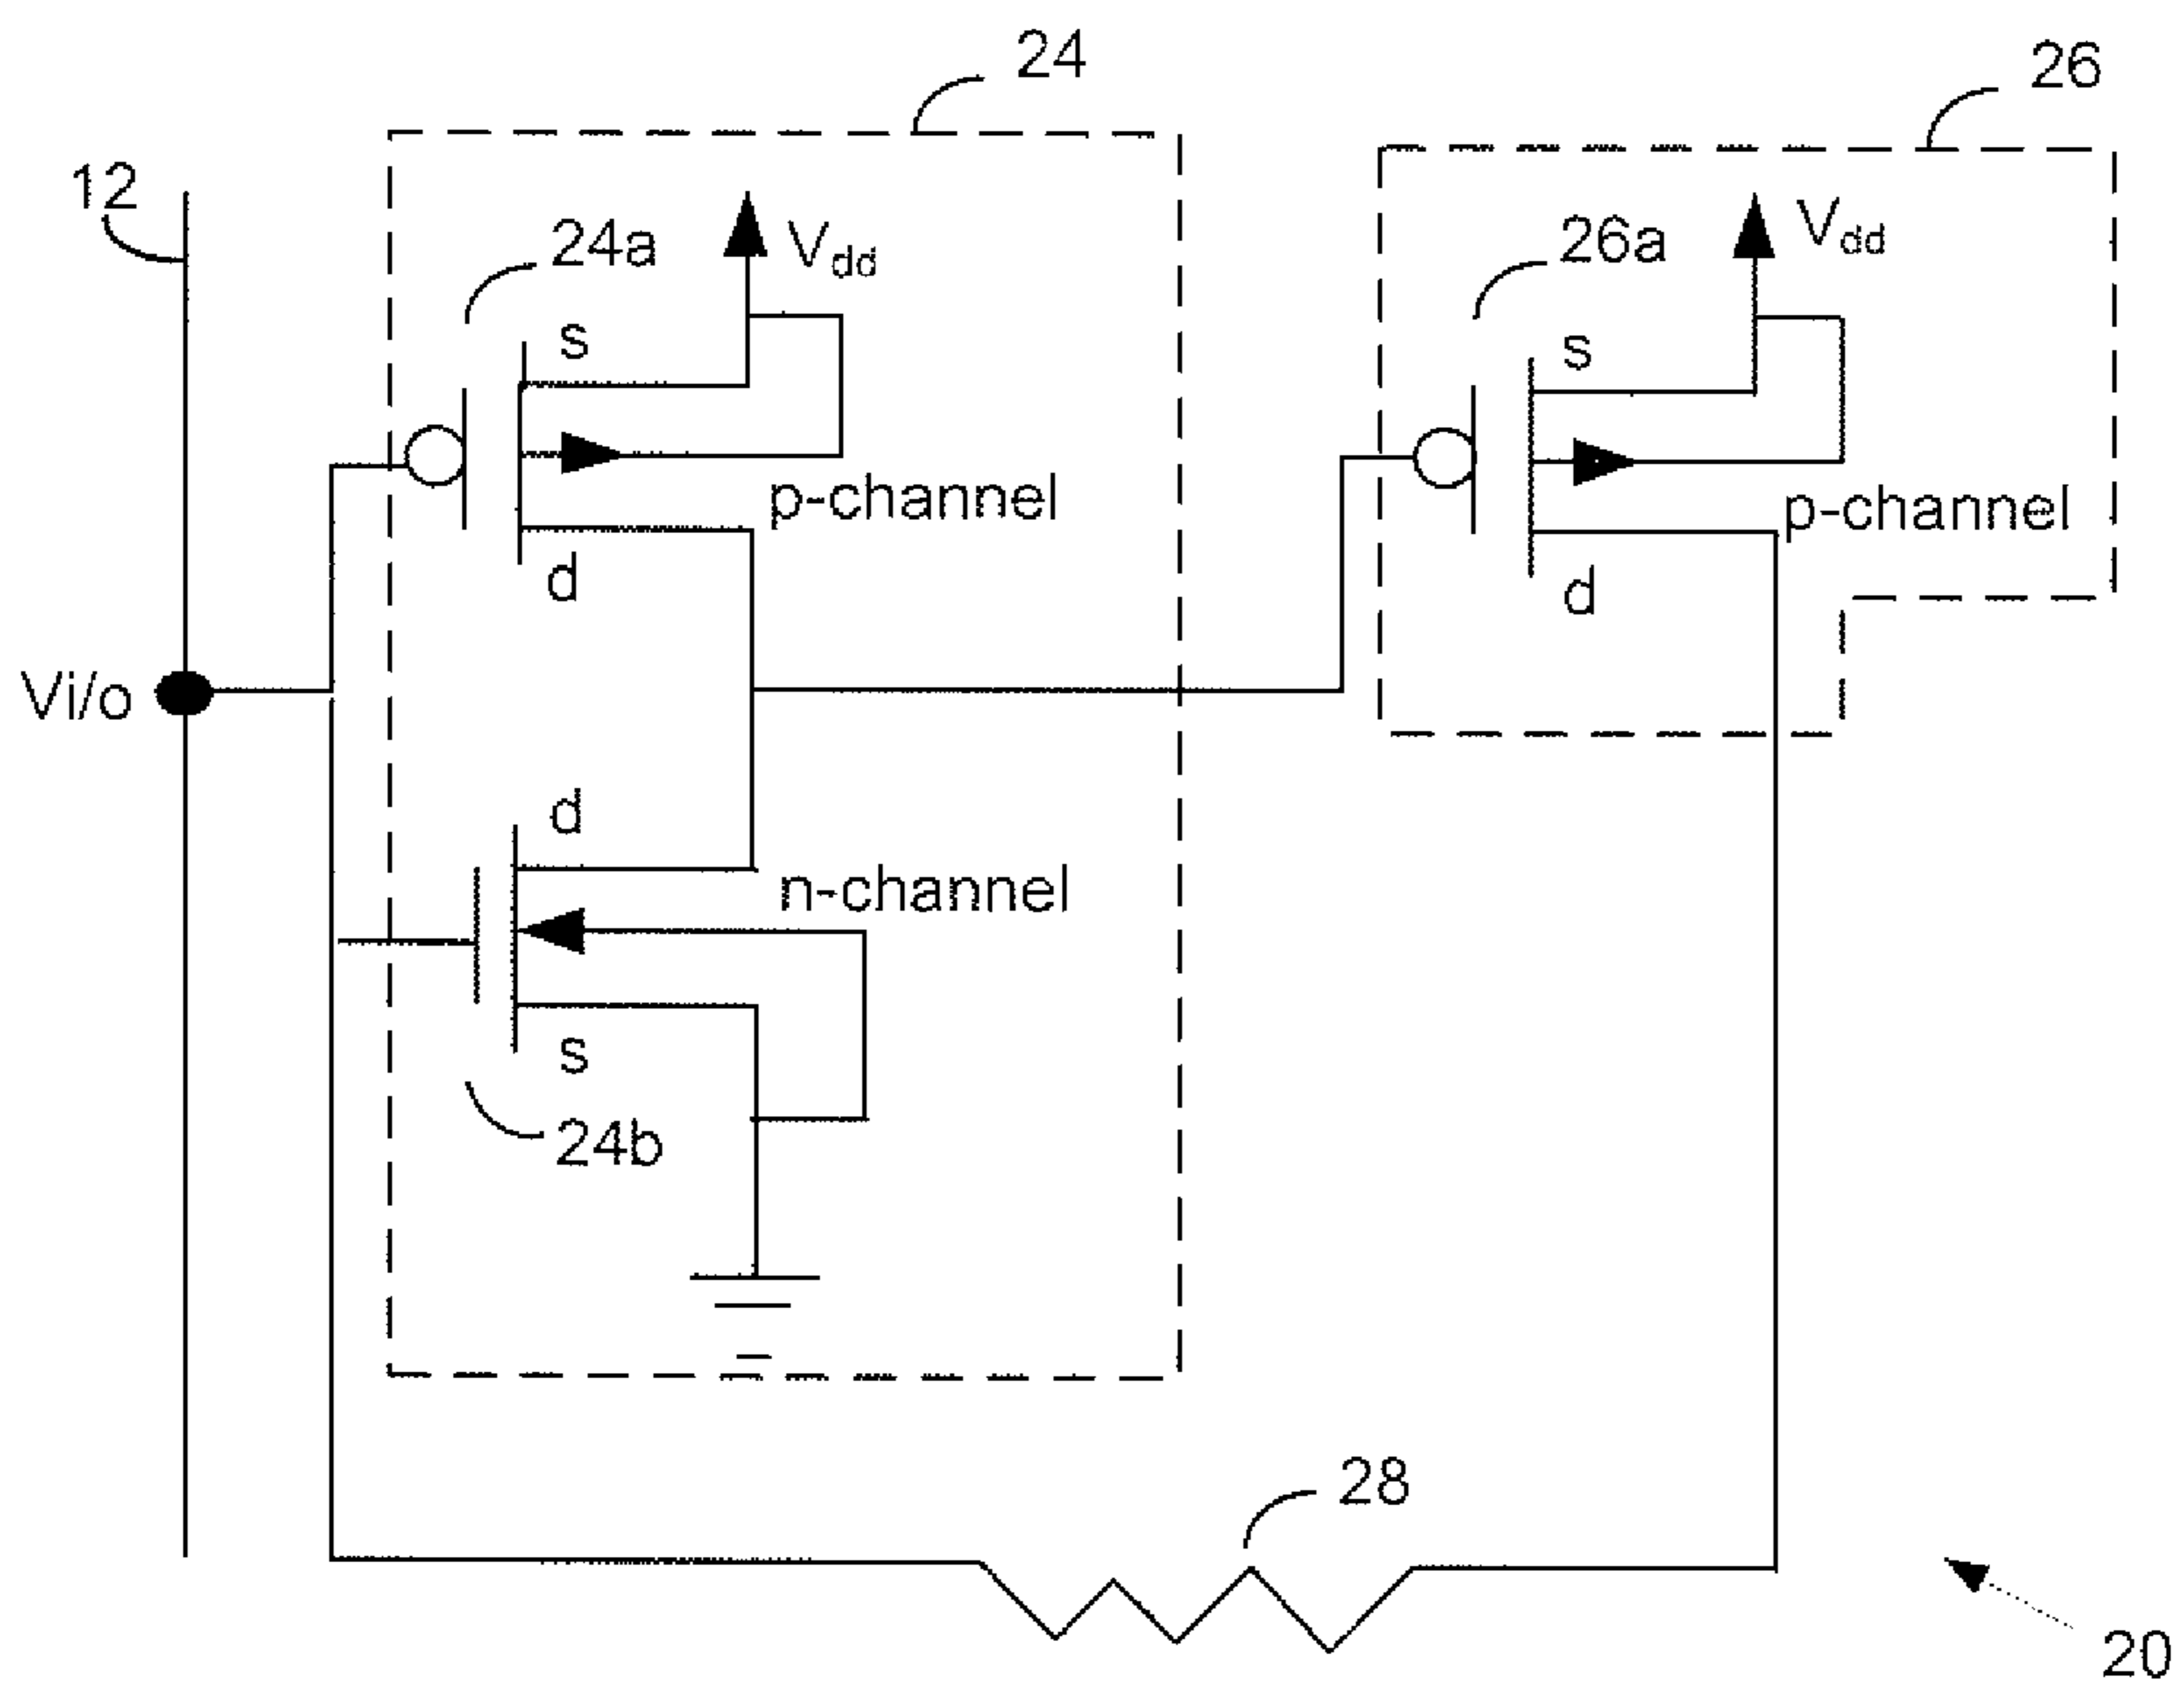 24
26
12
24a
Vdd
26a
Vdd
s
s
p-channel
p-channel
d
d
Vi/o
d
n-channel
s
24b
28
20